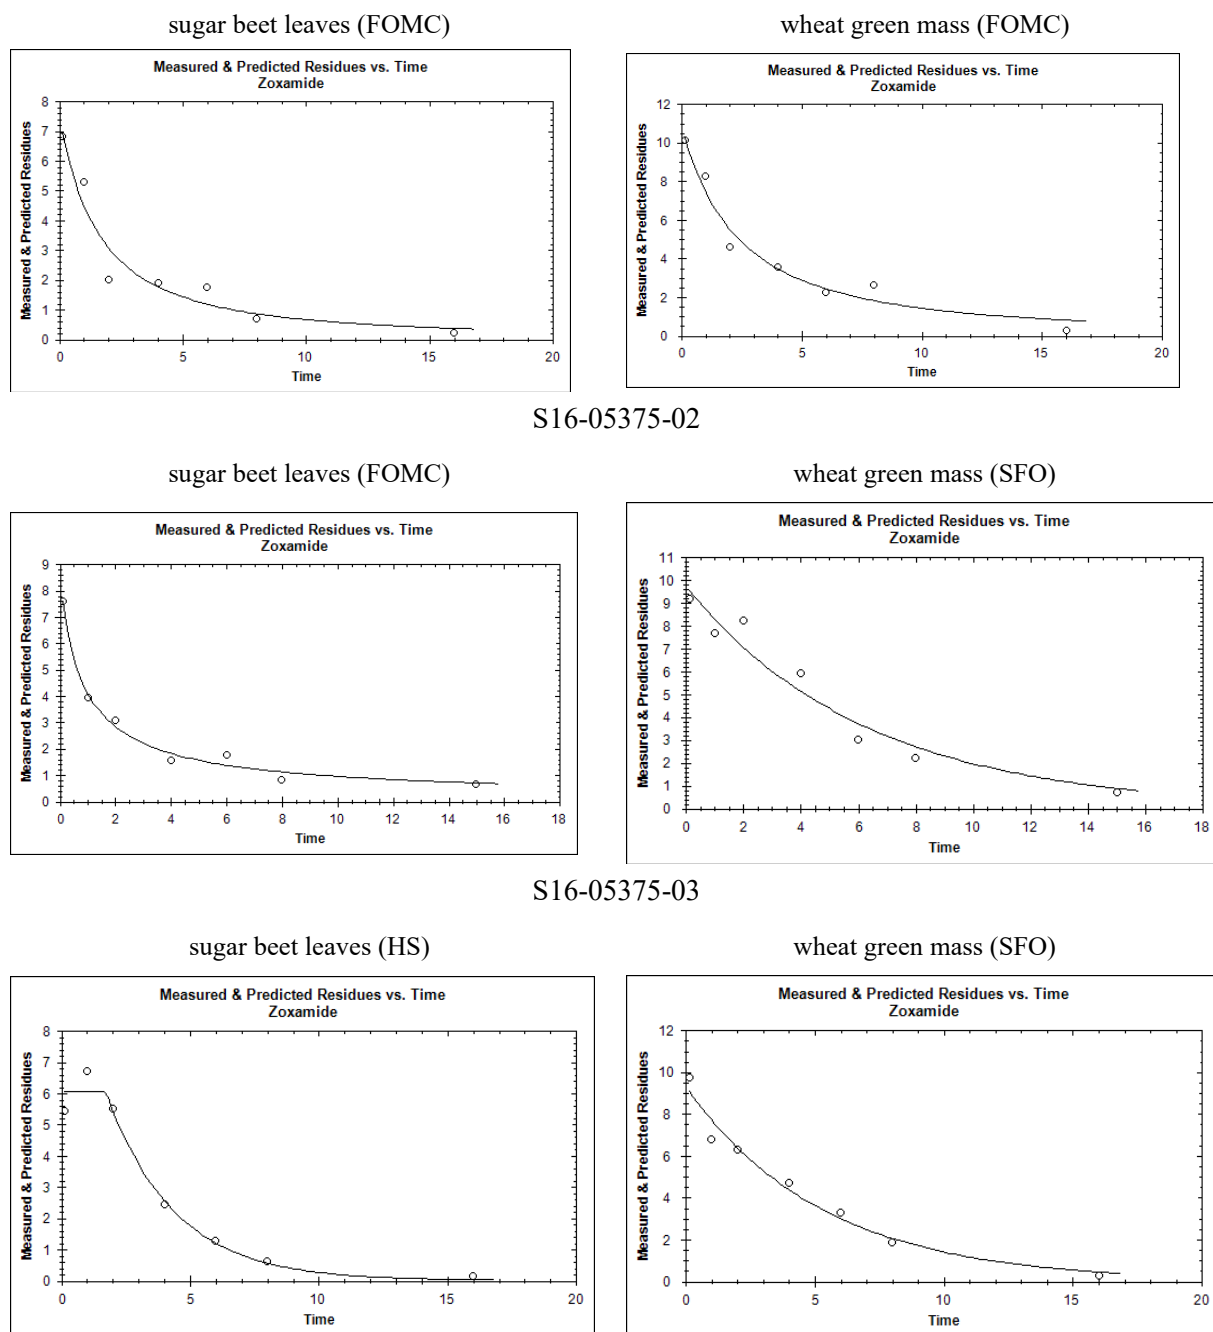 sugar beet leaves (FOMC)
wheat green mass (FOMC)
Measured & Predicted Residues vs. Time
Zoxamide
Measured & Predicted Residues
8
7
6
5
4
3
2
1
0
0 5 10 15 20
Time
Measured & Predicted Residues vs. Time
Zoxamide
Measured & Predicted Residues
12
10
8
6
4
2
0
0 5 10 15 20
Time
S16-05375-02
sugar beet leaves (FOMC)
wheat green mass (SFO)
Measured & Predicted Residues vs. Time
Zoxamide
Measured & Predicted Residues
9
8
7
6
5
4
3
2
1
0
0 2 4 6 8 10 12 14 16 18
Time
Measured & Predicted Residues vs. Time
Zoxamide
Measured & Predicted Residues
11
10
9
8
7
6
5
4
3
2
1
0
0 2 4 6 8 10 12 14 16 18
Time
S16-05375-03
sugar beet leaves (HS)
wheat green mass (SFO)
Measured & Predicted Residues vs. Time
Zoxamide
Measured & Predicted Residues
8
7
6
5
4
3
2
1
0
0 5 10 15 20
Time
Measured & Predicted Residues vs. Time
Zoxamide
Measured & Predicted Residues
12
10
8
6
4
2
0
0 5 10 15 20
Time